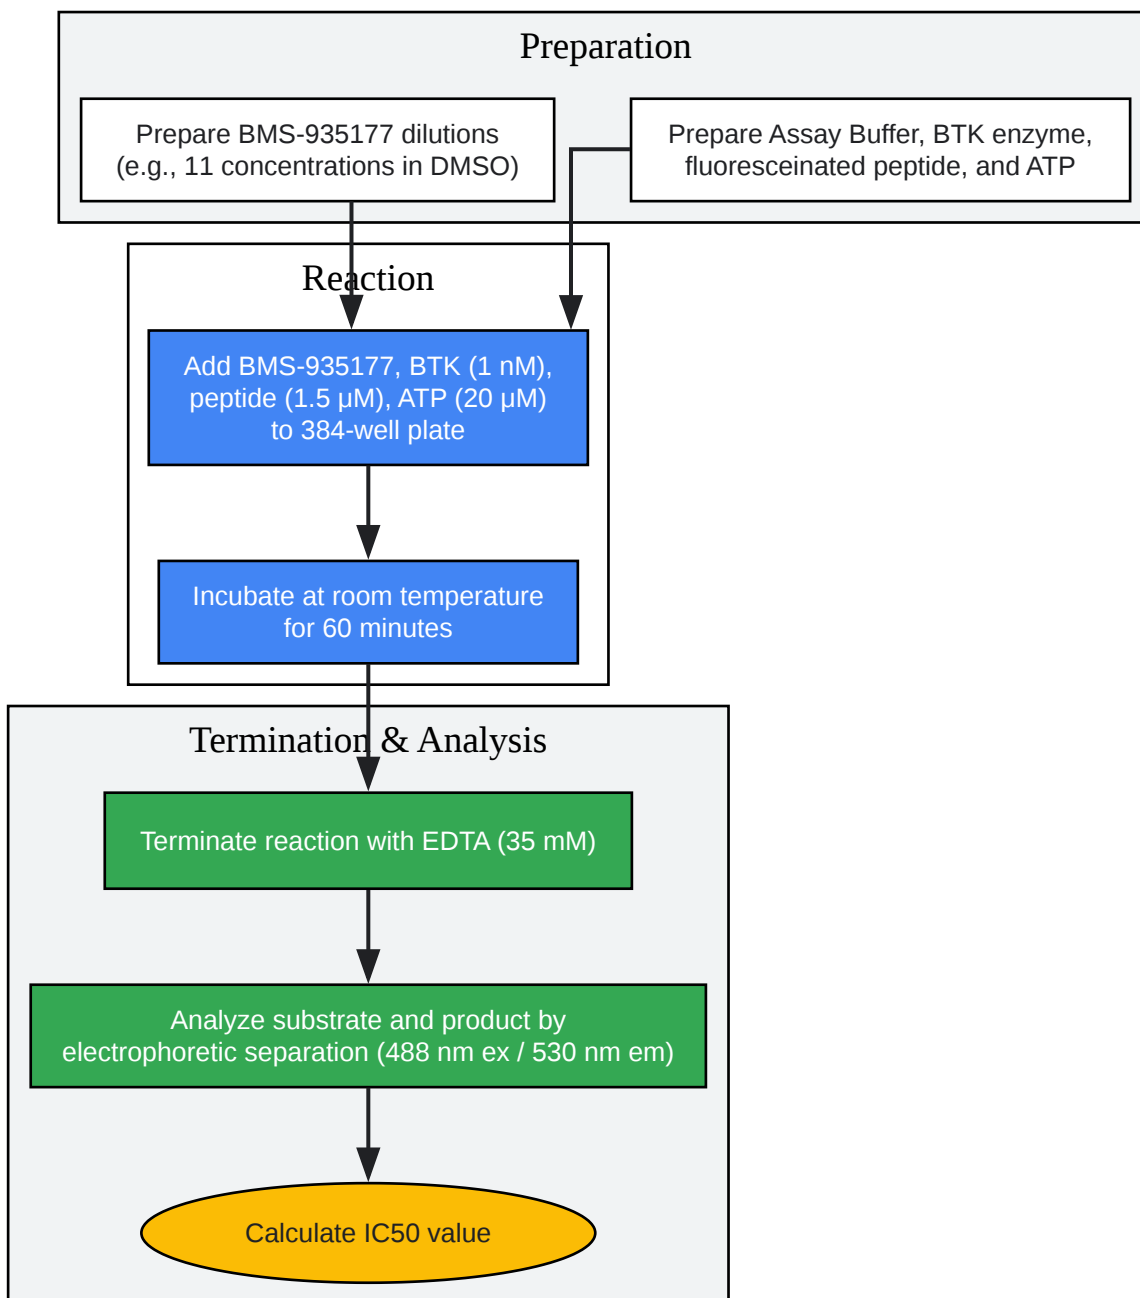 Preparation
Prepare BMS-935177 dilutions
(e.g., 11 concentrations in DMSO)
Prepare Assay Buffer, BTK enzyme,
fluoresceinated peptide, and ATP
Reaction
Add BMS-935177, BTK (1 nM),
peptide (1.5 μM), ATP (20 μM)
to 384-well plate
Incubate at room temperature
for 60 minutes
Termination & Analysis
Terminate reaction with EDTA (35 mM)
Analyze substrate and product by
electrophoretic separation (488 nm ex / 530 nm em)
Calculate IC50 value